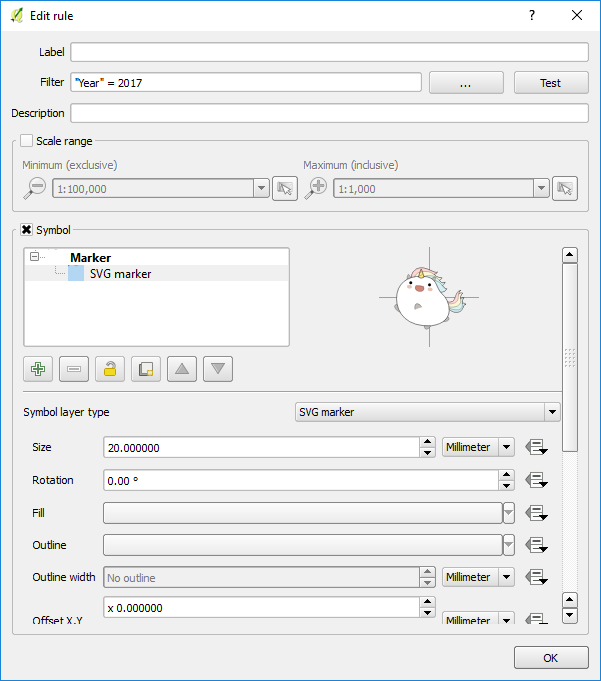 Edit rule
?
Label
Filter "Year" = 2017 ... Test
Description
Scale range
Minimum (exclusive) Maximum (inclusive)
1:100,000 1:1,000
Symbol
Marker
SVG marker
Symbol layer type SVG marker
Size 20.000000 Millimeter
Rotation 0.00 °
Fill
Outline
Outline width No outline Millimeter
Offset X,Y x 0.000000 Millimeter
OK